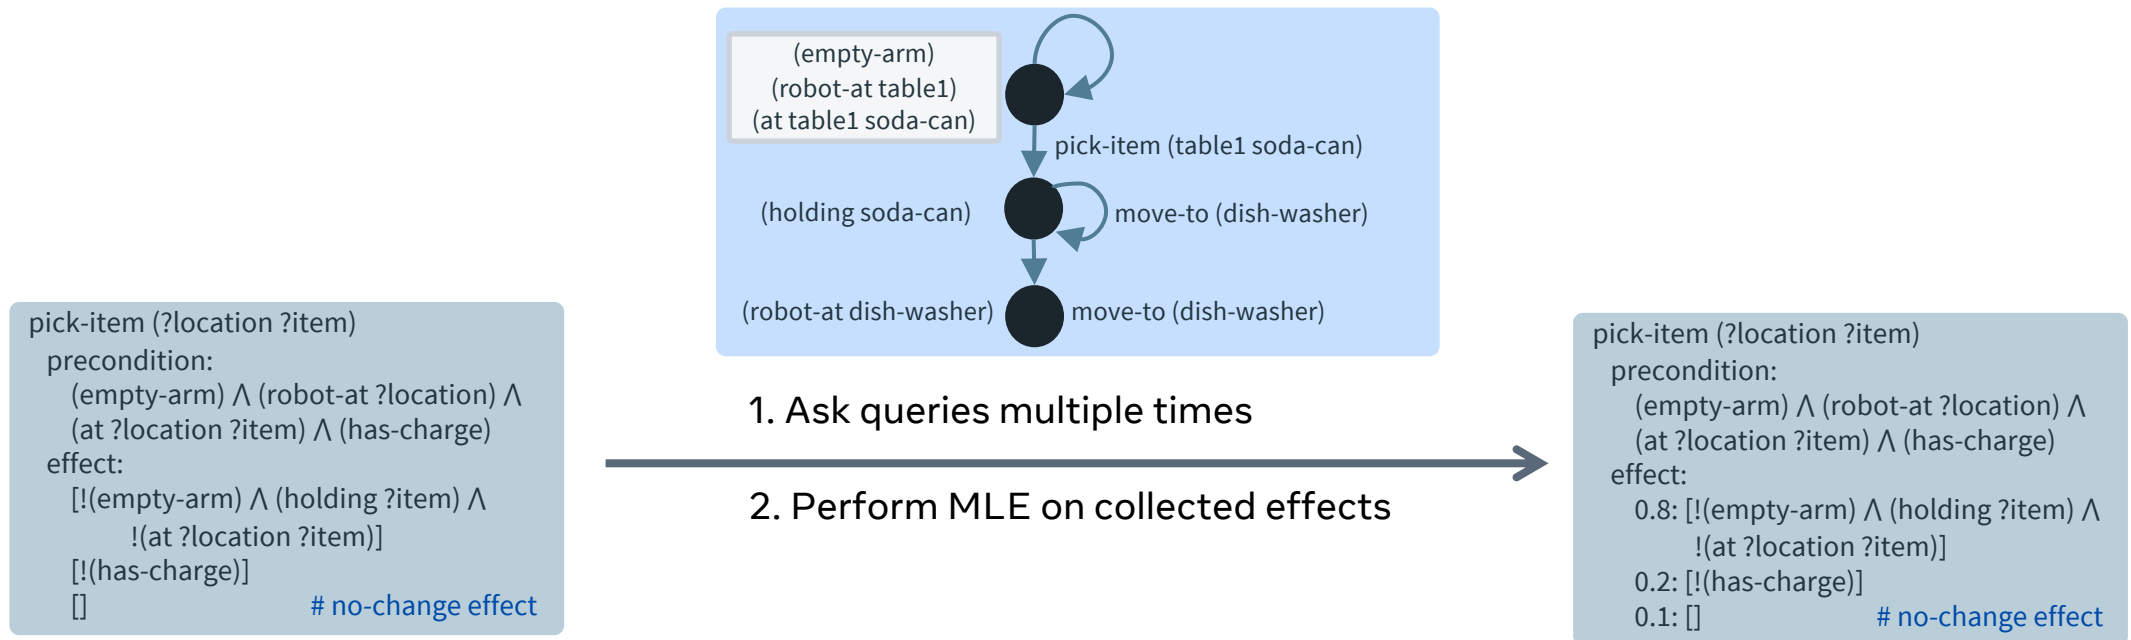 (empty-arm)
(robot-at table1)
(at table1 soda-can)
pick-item (table1 soda-can)
(holding soda-can)
move-to (dish-washer)
(robot-at dish-washer)
move-to (dish-washer)
pick-item (?location ?item)
precondition:
(empty-arm) Λ (robot-at ?location) Λ
(at ?location ?item) Λ (has-charge)
effect:
[!(empty-arm) Λ (holding ?item) Λ
!(at ?location ?item)]
[!(has-charge)]
[] # no-change effect
1. Ask queries multiple times
2. Perform MLE on collected effects
pick-item (?location ?item)
precondition:
(empty-arm) Λ (robot-at ?location) Λ
(at ?location ?item) Λ (has-charge)
effect:
0.8: [!(empty-arm) Λ (holding ?item) Λ
!(at ?location ?item)]
0.2: [!(has-charge)]
0.1: [] # no-change effect